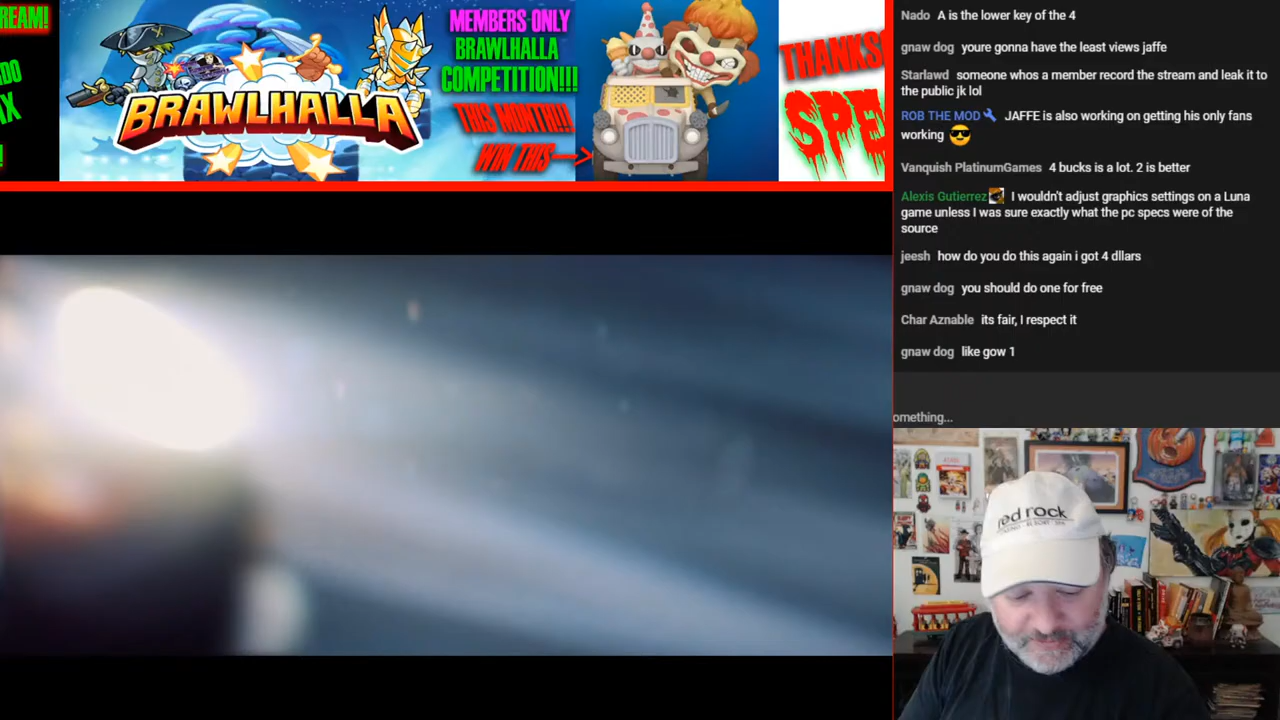 REAM!
DO
IX
!
BRAWLHALLA
MEMBERS ONLY
BRAWLHALLA
COMPETITION!!!
THIS MONTH!!!
WIN THIS
THANKS
SPE
Nado A is the lower key of the 4
gnaw dog youre gonna have the least views jaffe
Starlawd someone whos a member record the stream and leak it to
the public jk lol
ROB THE MOD JAFFE is also working on getting his only fans
working
Vanquish PlatinumGames 4 bucks is a lot. 2 is better
Alexis Gutierrez I wouldn't adjust graphics settings on a Luna
game unless I was sure exactly what the pc specs were of the
source
jeesh how do you do this again i got 4 dllars
gnaw dog you should do one for free
Char Aznable its fair, I respect it
gnaw dog like gow 1
omething...
red rock